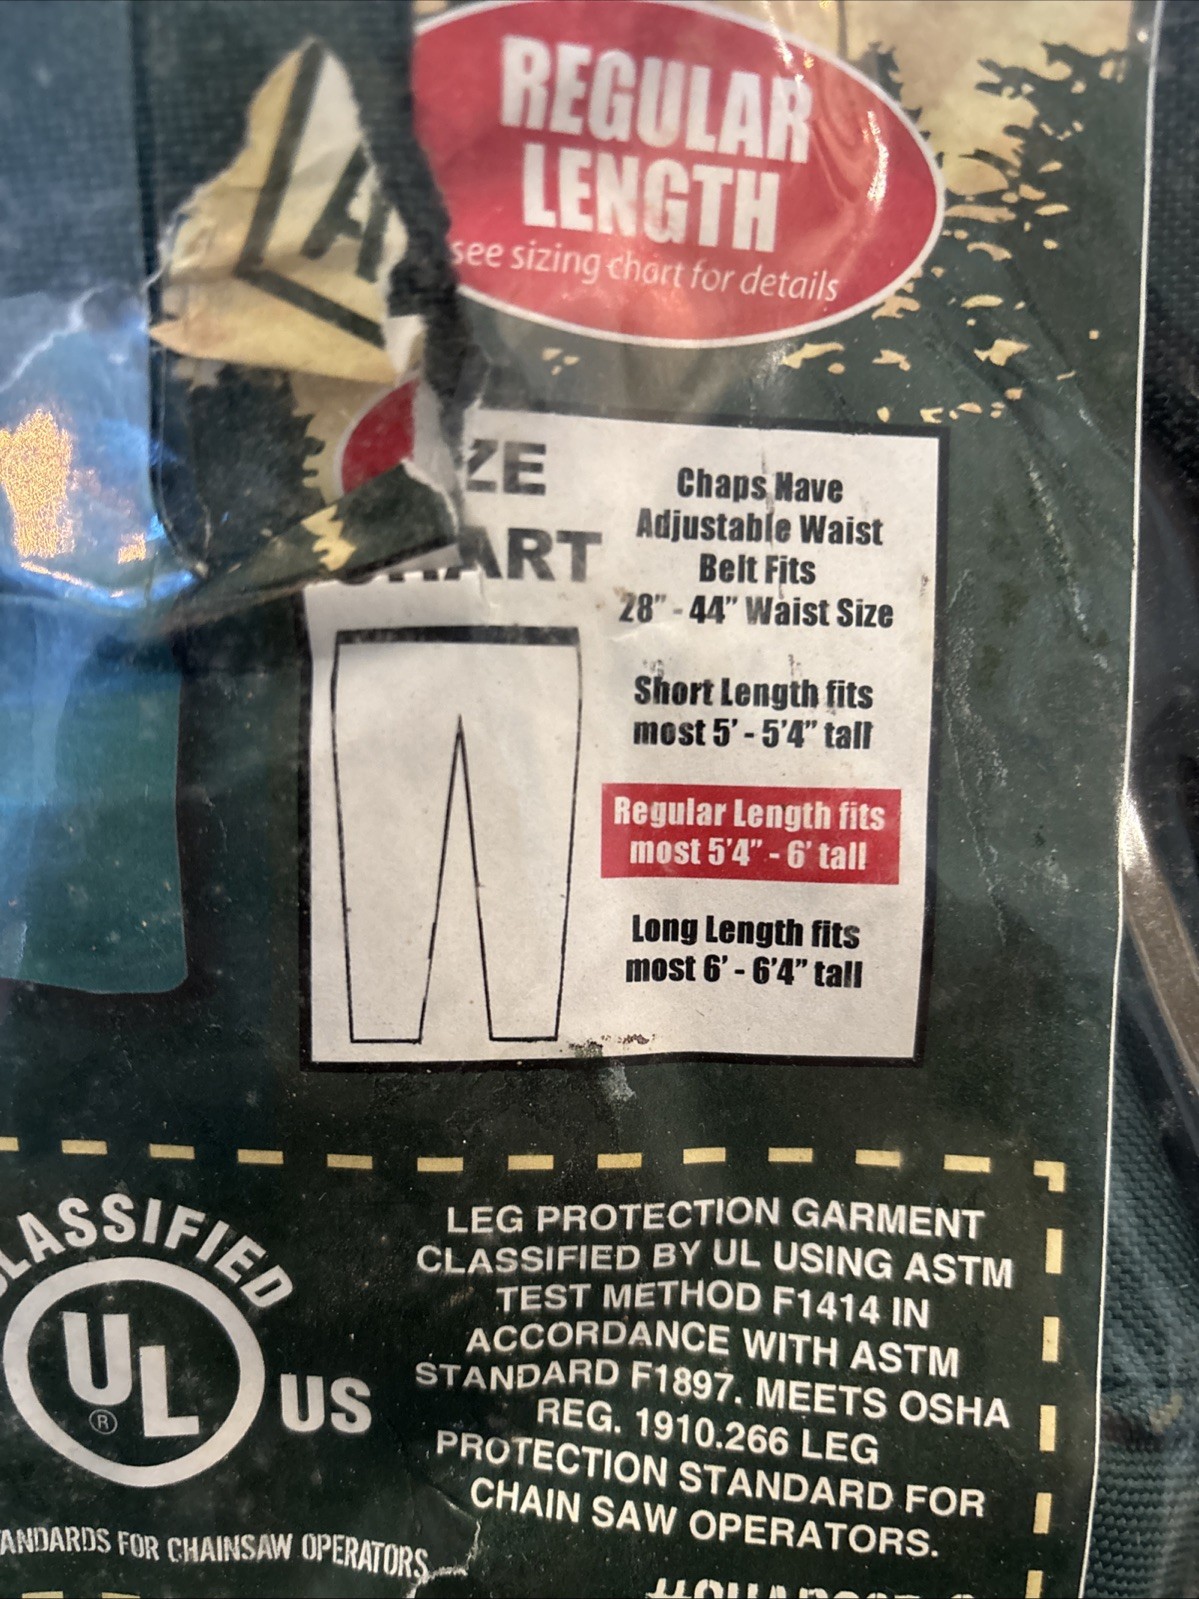 REGULAR
LENGTH
see sizing chart for details
ZE
ART
Chaps Have
Adjustable Waist
Belt Fits
28" - 44" Waist Size
Short Length fits
most 5' - 5'4" tall
Regular Length fits
most 5'4" - 6' tall
Long Length fits
most 6' - 6'4" tall
CLASSIFIED
UL
®
US
LEG PROTECTION GARMENT
CLASSIFIED BY UL USING ASTM
TEST METHOD F1414 IN
ACCORDANCE WITH ASTM
STANDARD F1897. MEETS OSHA
REG. 1910.266 LEG
PROTECTION STANDARD FOR
CHAIN SAW OPERATORS.
ANDARDS FOR CHAINSAW OPERATORS